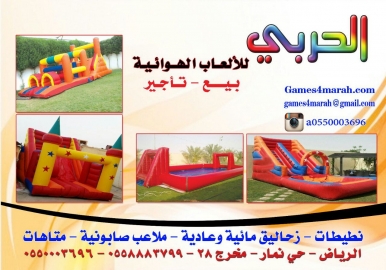 الحربي
للألعاب الهوائية
بيع - تأجير
Games4marah.com
games4marah@gmail.com
a0550003696
نطيطات - زحاليق مائية وعادية - ملاعب صابونية - متاهات
الرياض - حي نمار - مخرج ٢٨ - ٠٥٥٨٨٨٣٧٩٩ - ٠٥٥٠٠٠٣٦٩٦